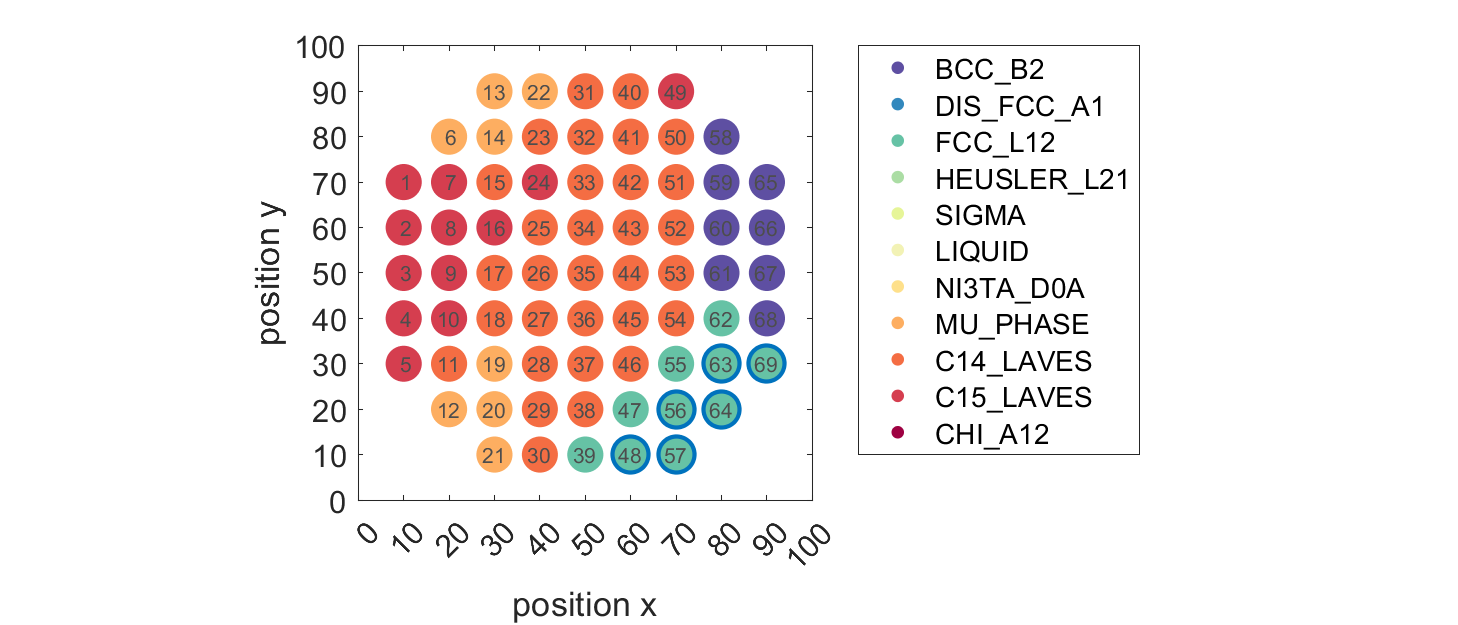 100
90 13 22 31 40 49
80 6 14 23 32 41 50 58
70 1 7 15 24 33 42 51 59 65
60 2 8 16 25 34 43 52 60 66
50 3 9 17 26 35 44 53 61 67
40 4 10 18 27 36 45 54 62 68
30 5 11 19 28 37 46 55 63 69
20 12 20 29 38 47 56 64
10 21 30 39 48 57
0
0 10 20 30 40 50 60 70 80 90 100
position y
position x
BCC_B2
DIS_FCC_A1
FCC_L12
HEUSLER_L21
SIGMA
LIQUID
NI3TA_D0A
MU_PHASE
C14_LAVES
C15_LAVES
CHI_A12